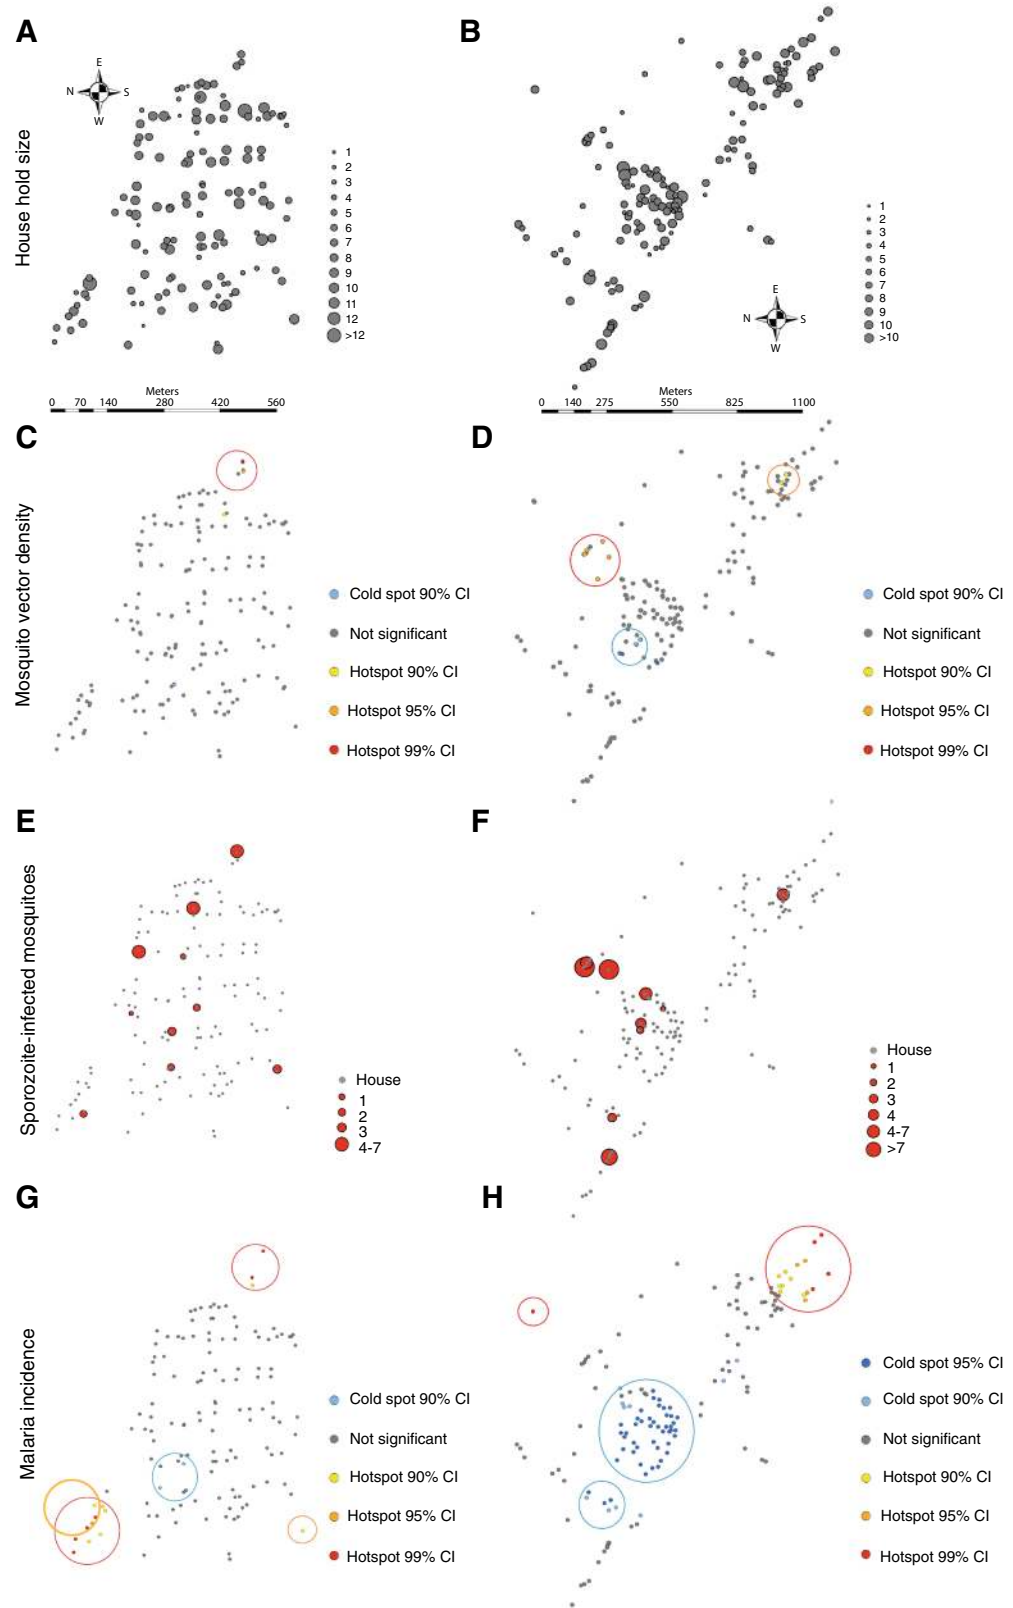 A
B
E
N
S
W
House hold size
1
2
3
4
5
6
7
8
9
10
11
12
>12
1
2
3
4
5
6
7
8
9
10
>10
E
N
S
W
Meters
0 70 140 280 420 560
Meters
0 140 275 550 825 1100
C
D
Mosquito vector density
Cold spot 90% CI
Not significant
Hotspot 90% CI
Hotspot 95% CI
Hotspot 99% CI
Cold spot 90% CI
Not significant
Hotspot 90% CI
Hotspot 95% CI
Hotspot 99% CI
E
F
Sporozoite-infected mosquitoes
House
1
2
3
4-7
House
1
2
3
4
4-7
>7
G
H
Malaria incidence
Cold spot 90% CI
Not significant
Hotspot 90% CI
Hotspot 95% CI
Hotspot 99% CI
Cold spot 95% CI
Cold spot 90% CI
Not significant
Hotspot 90% CI
Hotspot 95% CI
Hotspot 99% CI